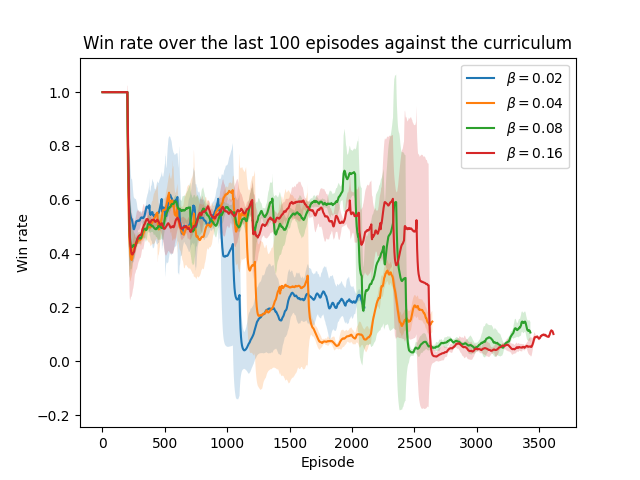 Win rate over the last 100 episodes against the curriculum
β = 0.02
β = 0.04
β = 0.08
β = 0.16
1.0
0.8
0.6
0.4
0.2
0.0
−0.2
Win rate
0 500 1000 1500 2000 2500 3000 3500
Episode